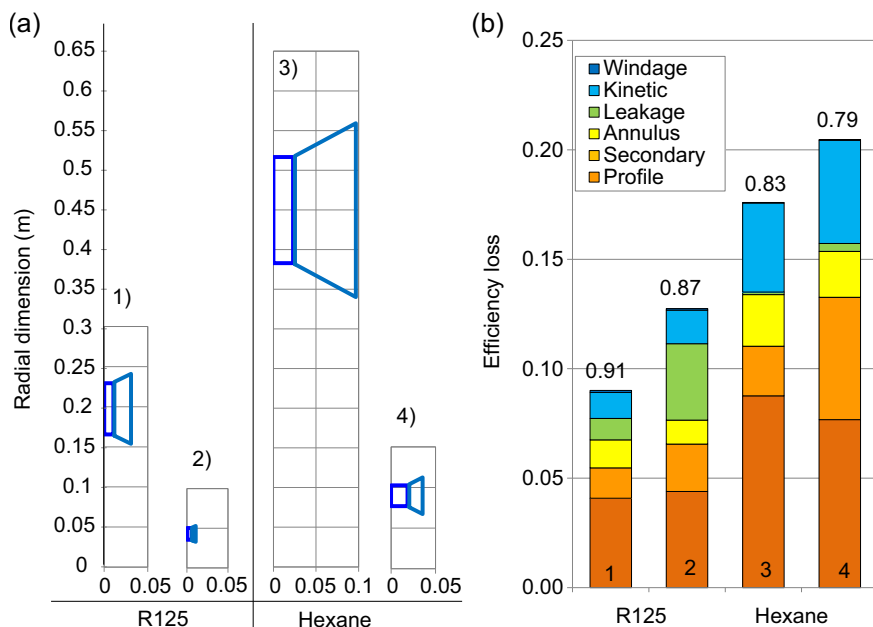 (a)
Radial dimension (m)
0.65
0.6
0.55
0.5
0.45
0.4
0.35
0.3
0.25
0.2
0.15
0.1
0.05
0
1)
2)
3)
4)
0 0.05
0 0.05
0 0.05 0.1
0 0.05
R125
Hexane
(b)
Efficiency loss
0.25
0.20
0.15
0.10
0.05
0.00
Windage
Kinetic
Leakage
Annulus
Secondary
Profile
0.91
0.87
0.83
0.79
1
2
3
4
R125
Hexane